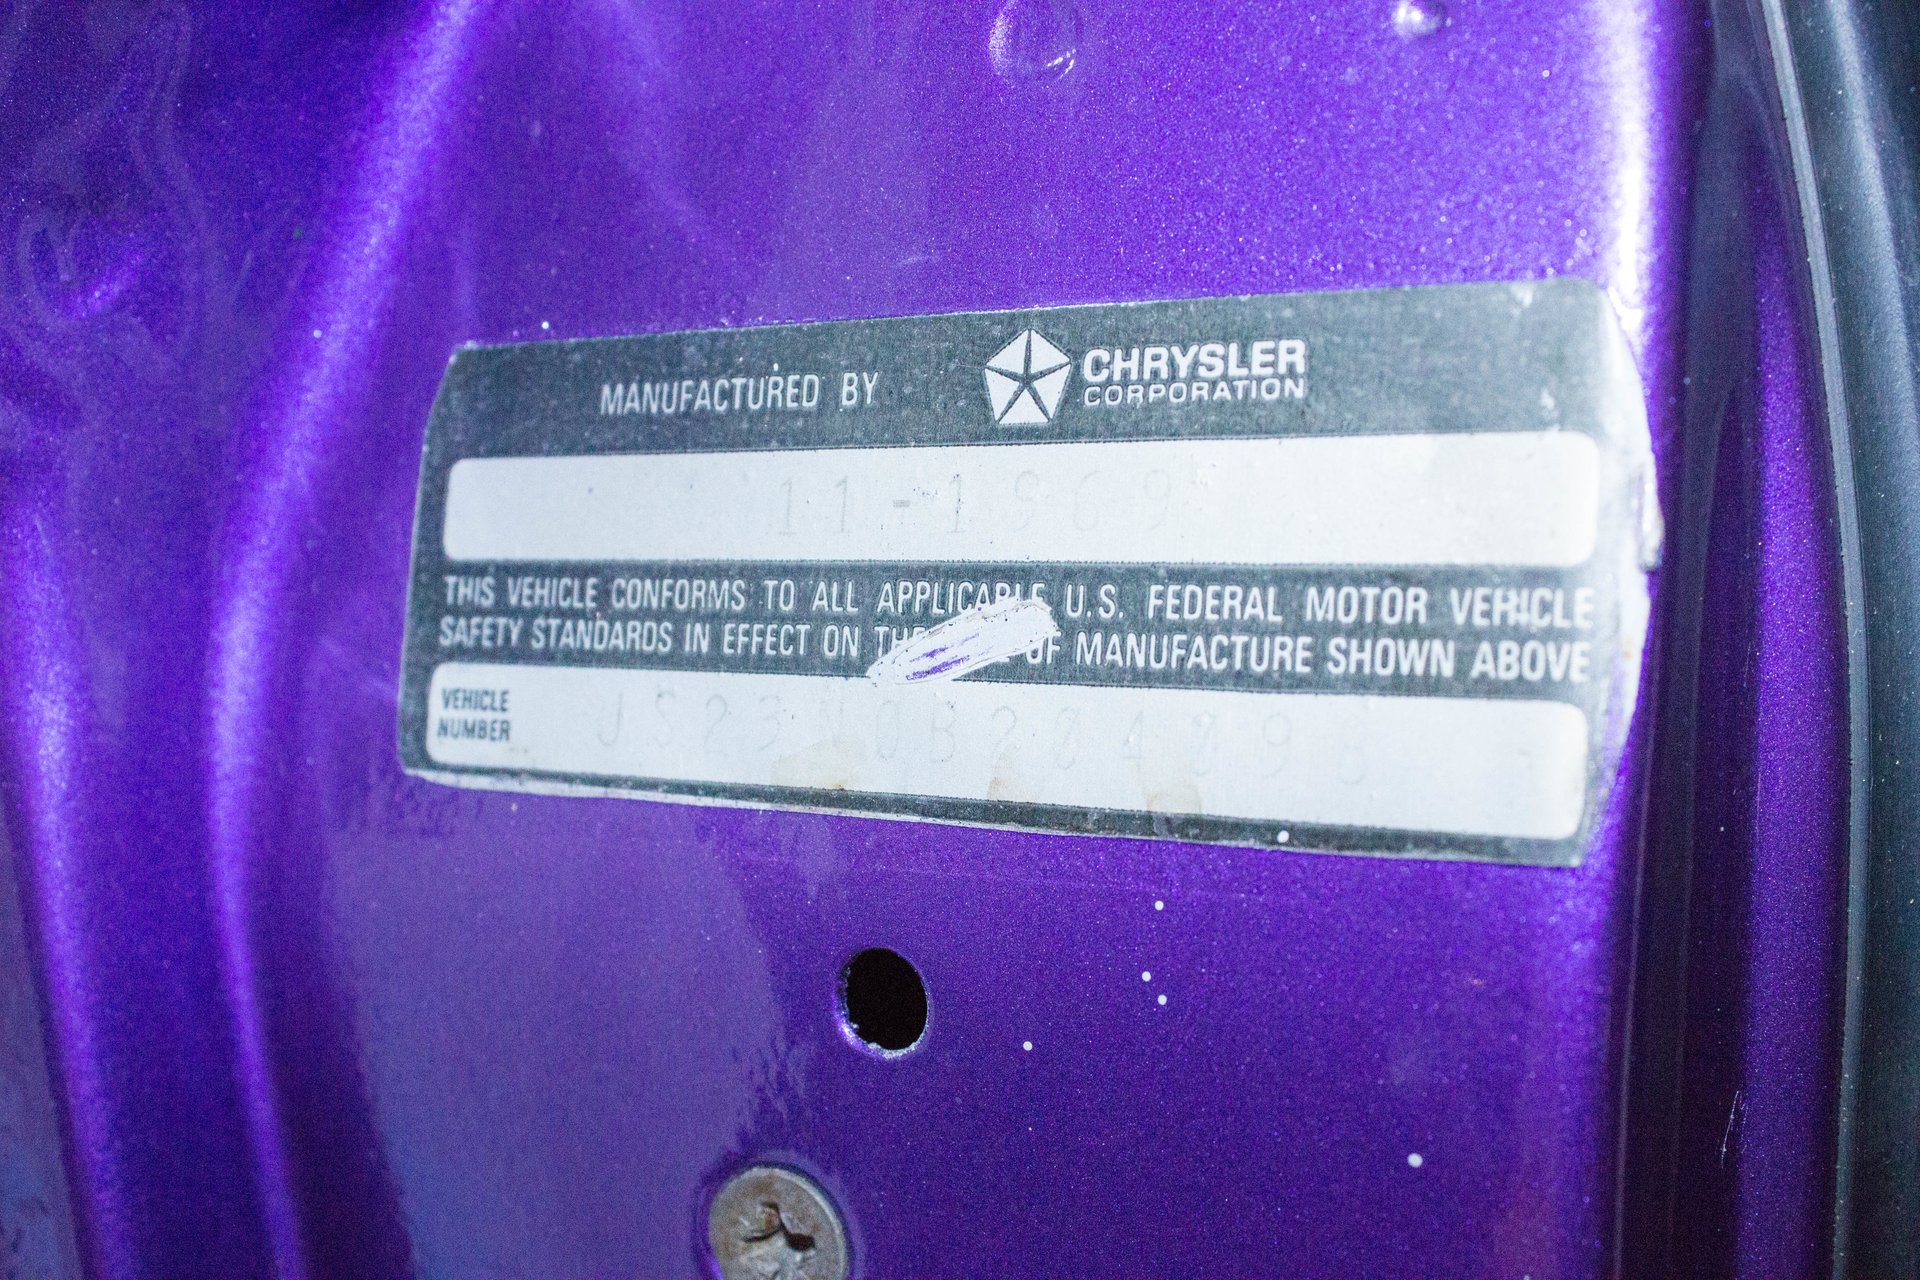 MANUFACTURED BY CHRYSLER
CORPORATION
11-1969
THIS VEHICLE CONFORMS TO ALL APPLICABLE U.S. FEDERAL MOTOR VEHICLE
SAFETY STANDARDS IN EFFECT ON OF MANUFACTURE SHOWN ABOVE
VEHICLE
NUMBER